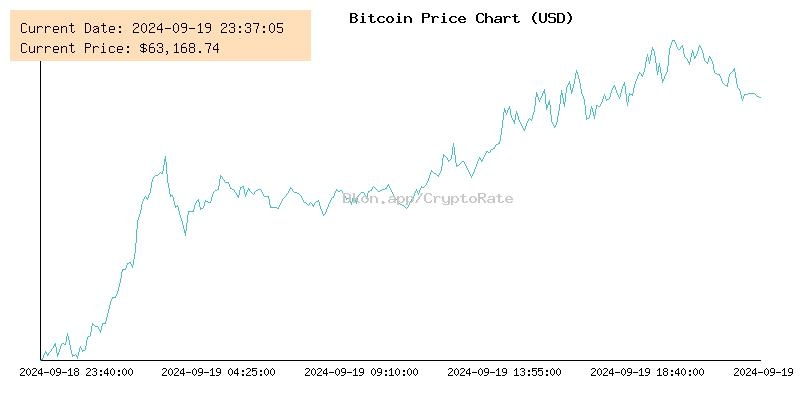 Bitcoin Price Chart (USD)
Current Date: 2024-09-19 23:37:05
Current Price: $63,168.74
Dkon.app/CryptoRate
2024-09-18 23:40:00 2024-09-19 04:25:00 2024-09-19 09:10:00 2024-09-19 13:55:00 2024-09-19 18:40:00 2024-09-19